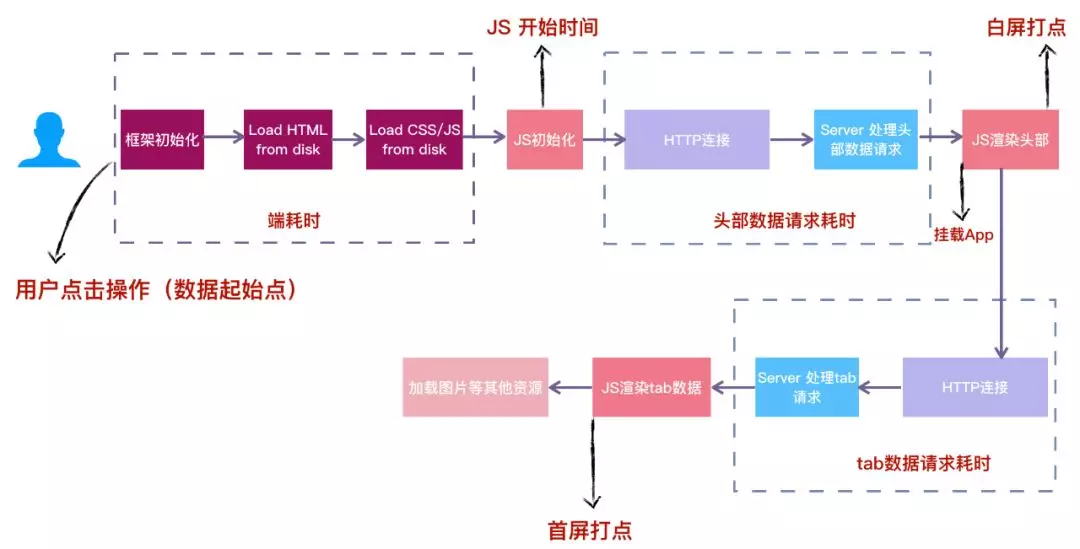 JS 开始时间
白屏打点
框架初始化
Load HTML
from disk
Load CSS/JS
from disk
JS初始化
HTTP连接
Server 处理头
部数据请求
JS渲染头部
端耗时
头部数据请求耗时
挂载App
用户点击操作（数据起始点）
加载图片等其他资源
JS渲染tab数据
Server 处理tab
请求
HTTP连接
tab数据请求耗时
首屏打点